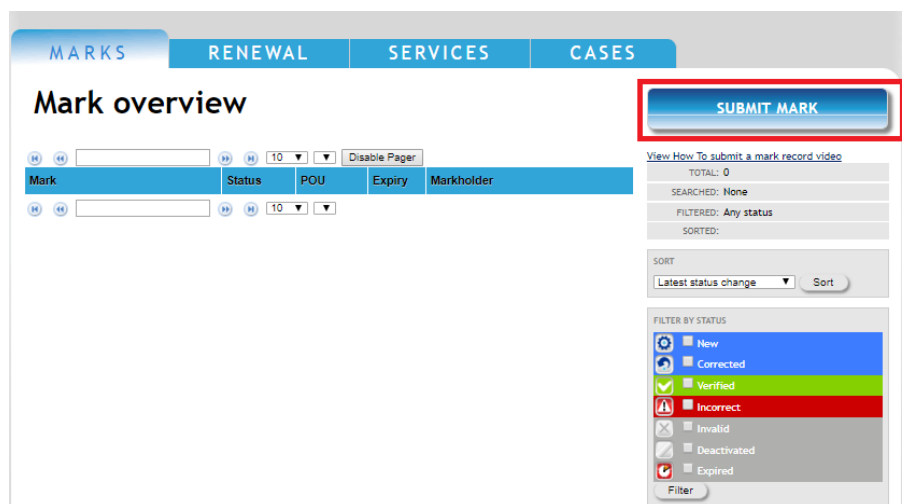 MARKS RENEWAL SERVICES CASES
Mark overview
SUBMIT MARK
10 Disable Pager
View How To submit a mark record video
Mark Status POU Expiry Markholder
TOTAL: 0
SEARCHED: None
10
FILTERED: Any status
SORTED:
SORT
Latest status change Sort
FILTER BY STATUS
New
Corrected
Verified
Incorrect
Invalid
Deactivated
Expired
Filter